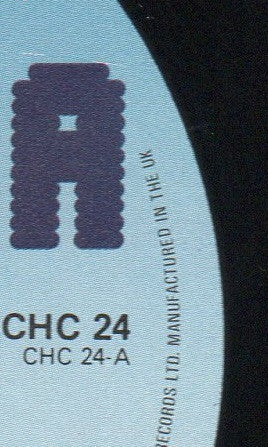 A
CHC 24
CHC 24-A
RECORDS LTD. MANUFACTURED IN THE UK